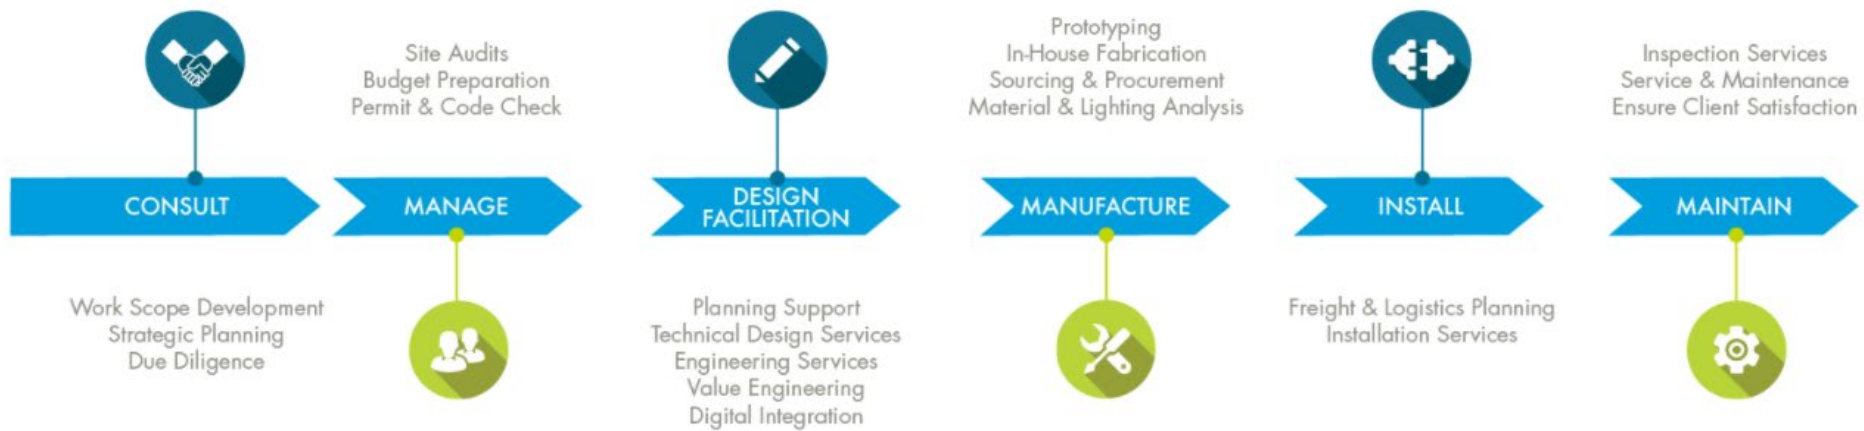 CONSULT
Work Scope Development
Strategic Planning
Due Diligence
Site Audits
Budget Preparation
Permit & Code Check
MANAGE
DESIGN
FACILITATION
Planning Support
Technical Design Services
Engineering Services
Value Engineering
Digital Integration
Prototyping
In-House Fabrication
Sourcing & Procurement
Material & Lighting Analysis
MANUFACTURE
INSTALL
Freight & Logistics Planning
Installation Services
Inspection Services
Service & Maintenance
Ensure Client Satisfaction
MAINTAIN